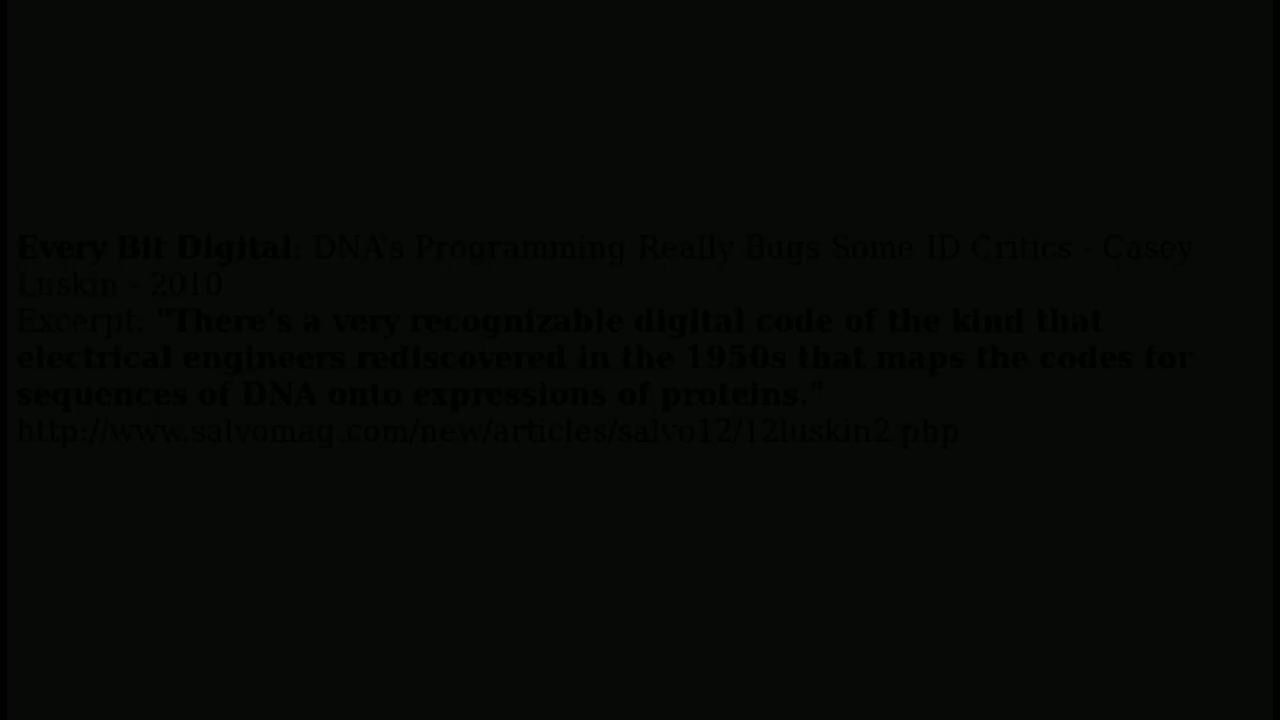 Every Bit Digital: DNA's Programming Really Bugs Some ID Critics - Casey
Luskin - 2010
Excerpt: "There's a very recognizable digital code of the kind that
electrical engineers rediscovered in the 1950s that maps the codes for
sequences of DNA onto expressions of proteins."
http://www.salvomag.com/new/articles/salvo12/12luskin2.php